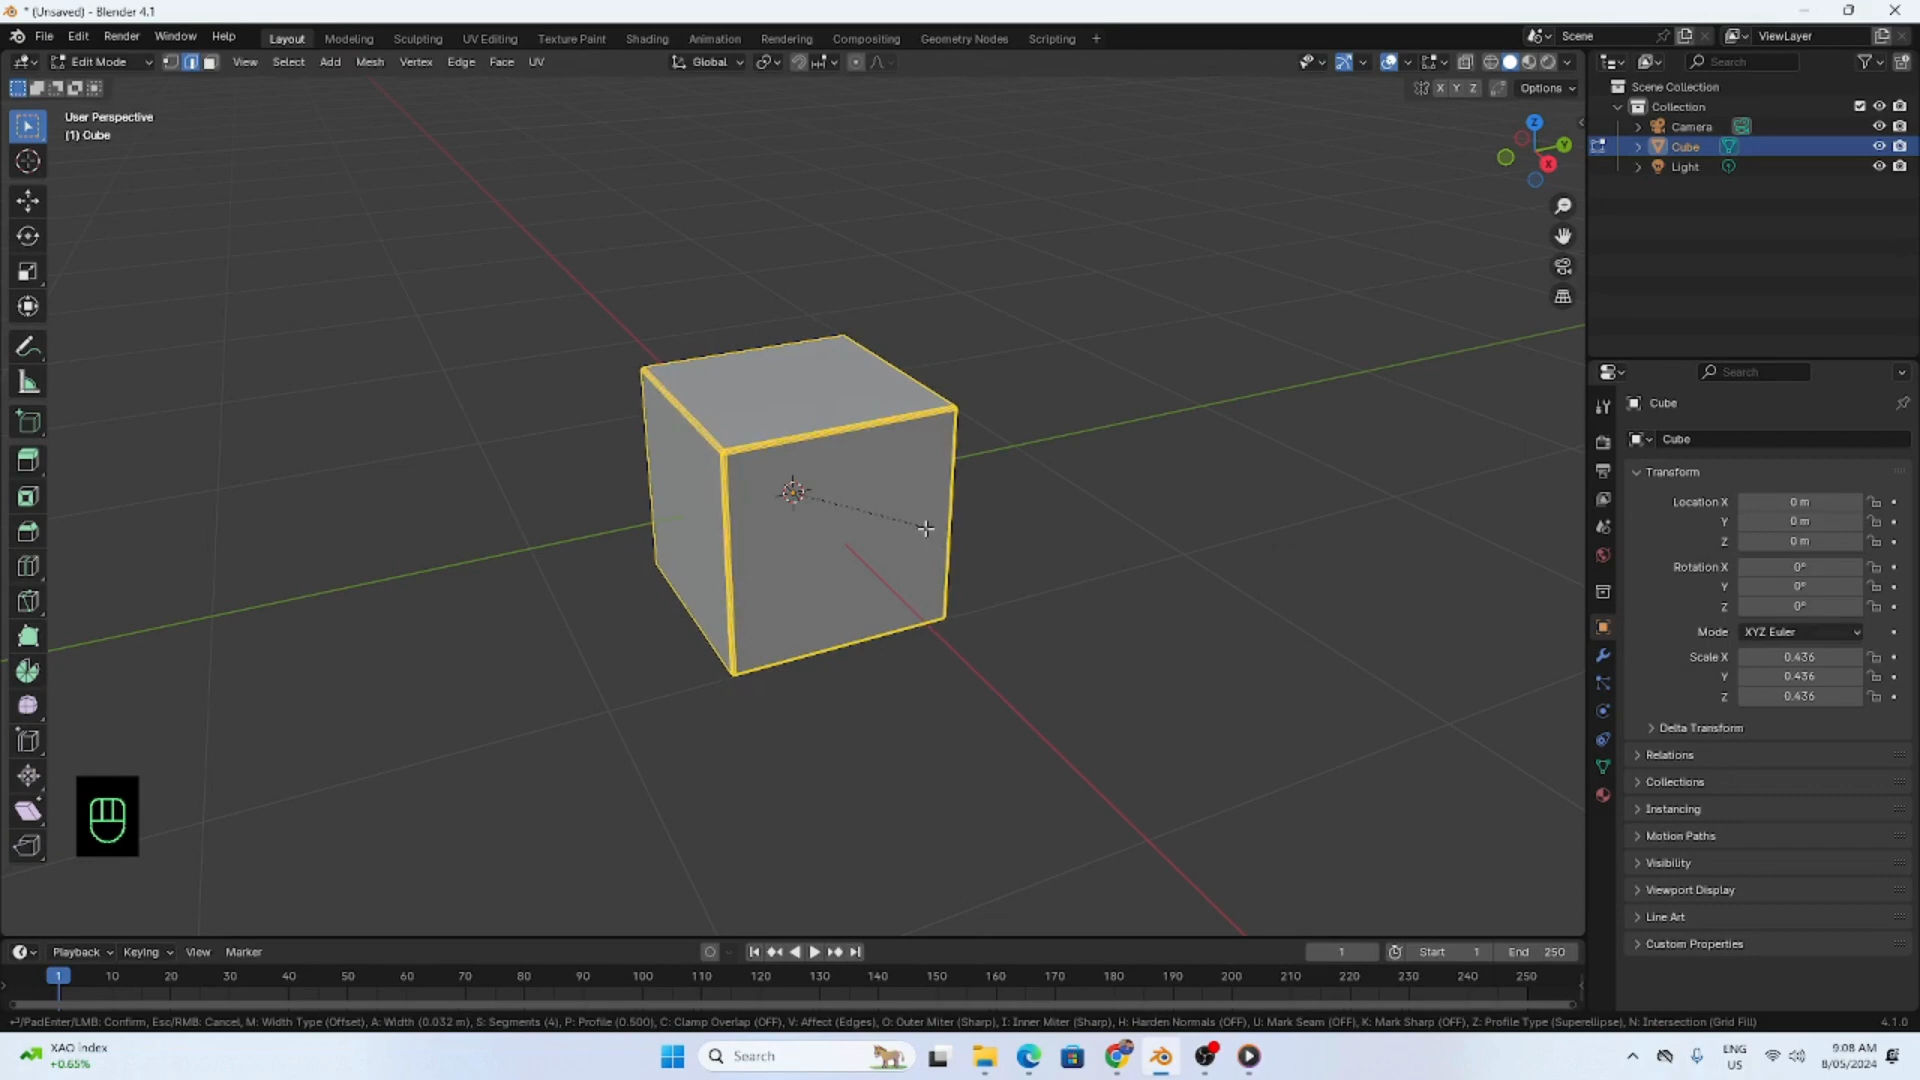 * (Unsaved) - Blender 4.1
File Edit Render Window Help Layout Modeling Sculpting UV Editing Texture Paint Shading Animation Rendering Compositing Geometry Nodes Scripting + Scene ViewLayer
Edit Mode View Select Add Mesh Vertex Edge Face UV Global Search
X Y Z Options
User Perspective
(1) Cube
Z
Y
X
Scene Collection
Collection
Camera
Cube
Light
Search
Cube
Cube
Transform
Location X 0 m
Y 0 m
Z 0 m
Rotation X 0°
Y 0°
Z 0°
Mode XYZ Euler
Scale X 0.436
Y 0.436
Z 0.436
Delta Transform
Relations
Collections
Instancing
Motion Paths
Visibility
Viewport Display
Line Art
Custom Properties
Playback Keying View Marker 1 Start 1 End 250
1 10 20 30 40 50 60 70 80 90 100 110 120 130 140 150 160 170 180 190 200 210 220 230 240 250
⏎/PadEnter/LMB: Confirm, Esc/RMB: Cancel, M: Width Type (Offset), A: Width (0.032 m), S: Segments (4), P: Profile (0.500), C: Clamp Overlap (OFF), V: Affect (Edges), O: Outer Miter (Sharp), I: Inner Miter (Sharp), H: Harden Normals (OFF), U: Mark Seam (OFF), K: Mark Sharp (OFF), Z: Profile Type (Superellipse), N: Intersection (Grid Fill) 4.1.0
XAO index
+0.65%
Search
ENG
US
9:08 AM
8/05/2024